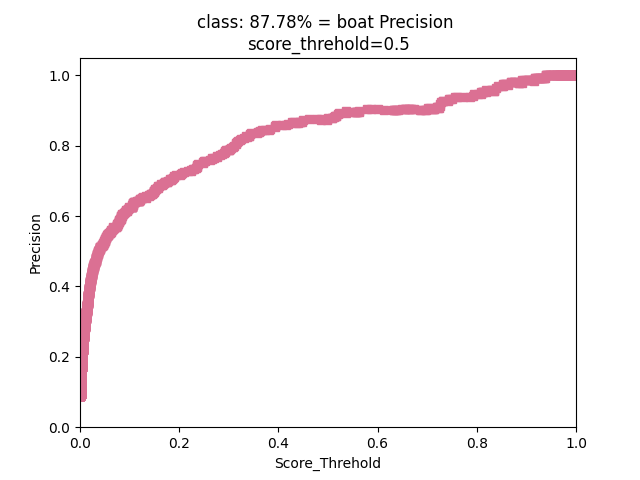 class: 87.78% = boat Precision
score_threhold=0.5
1.0
0.8
0.6
0.4
0.2
0.0
Precision
0.0 0.2 0.4 0.6 0.8 1.0
Score_Threhold